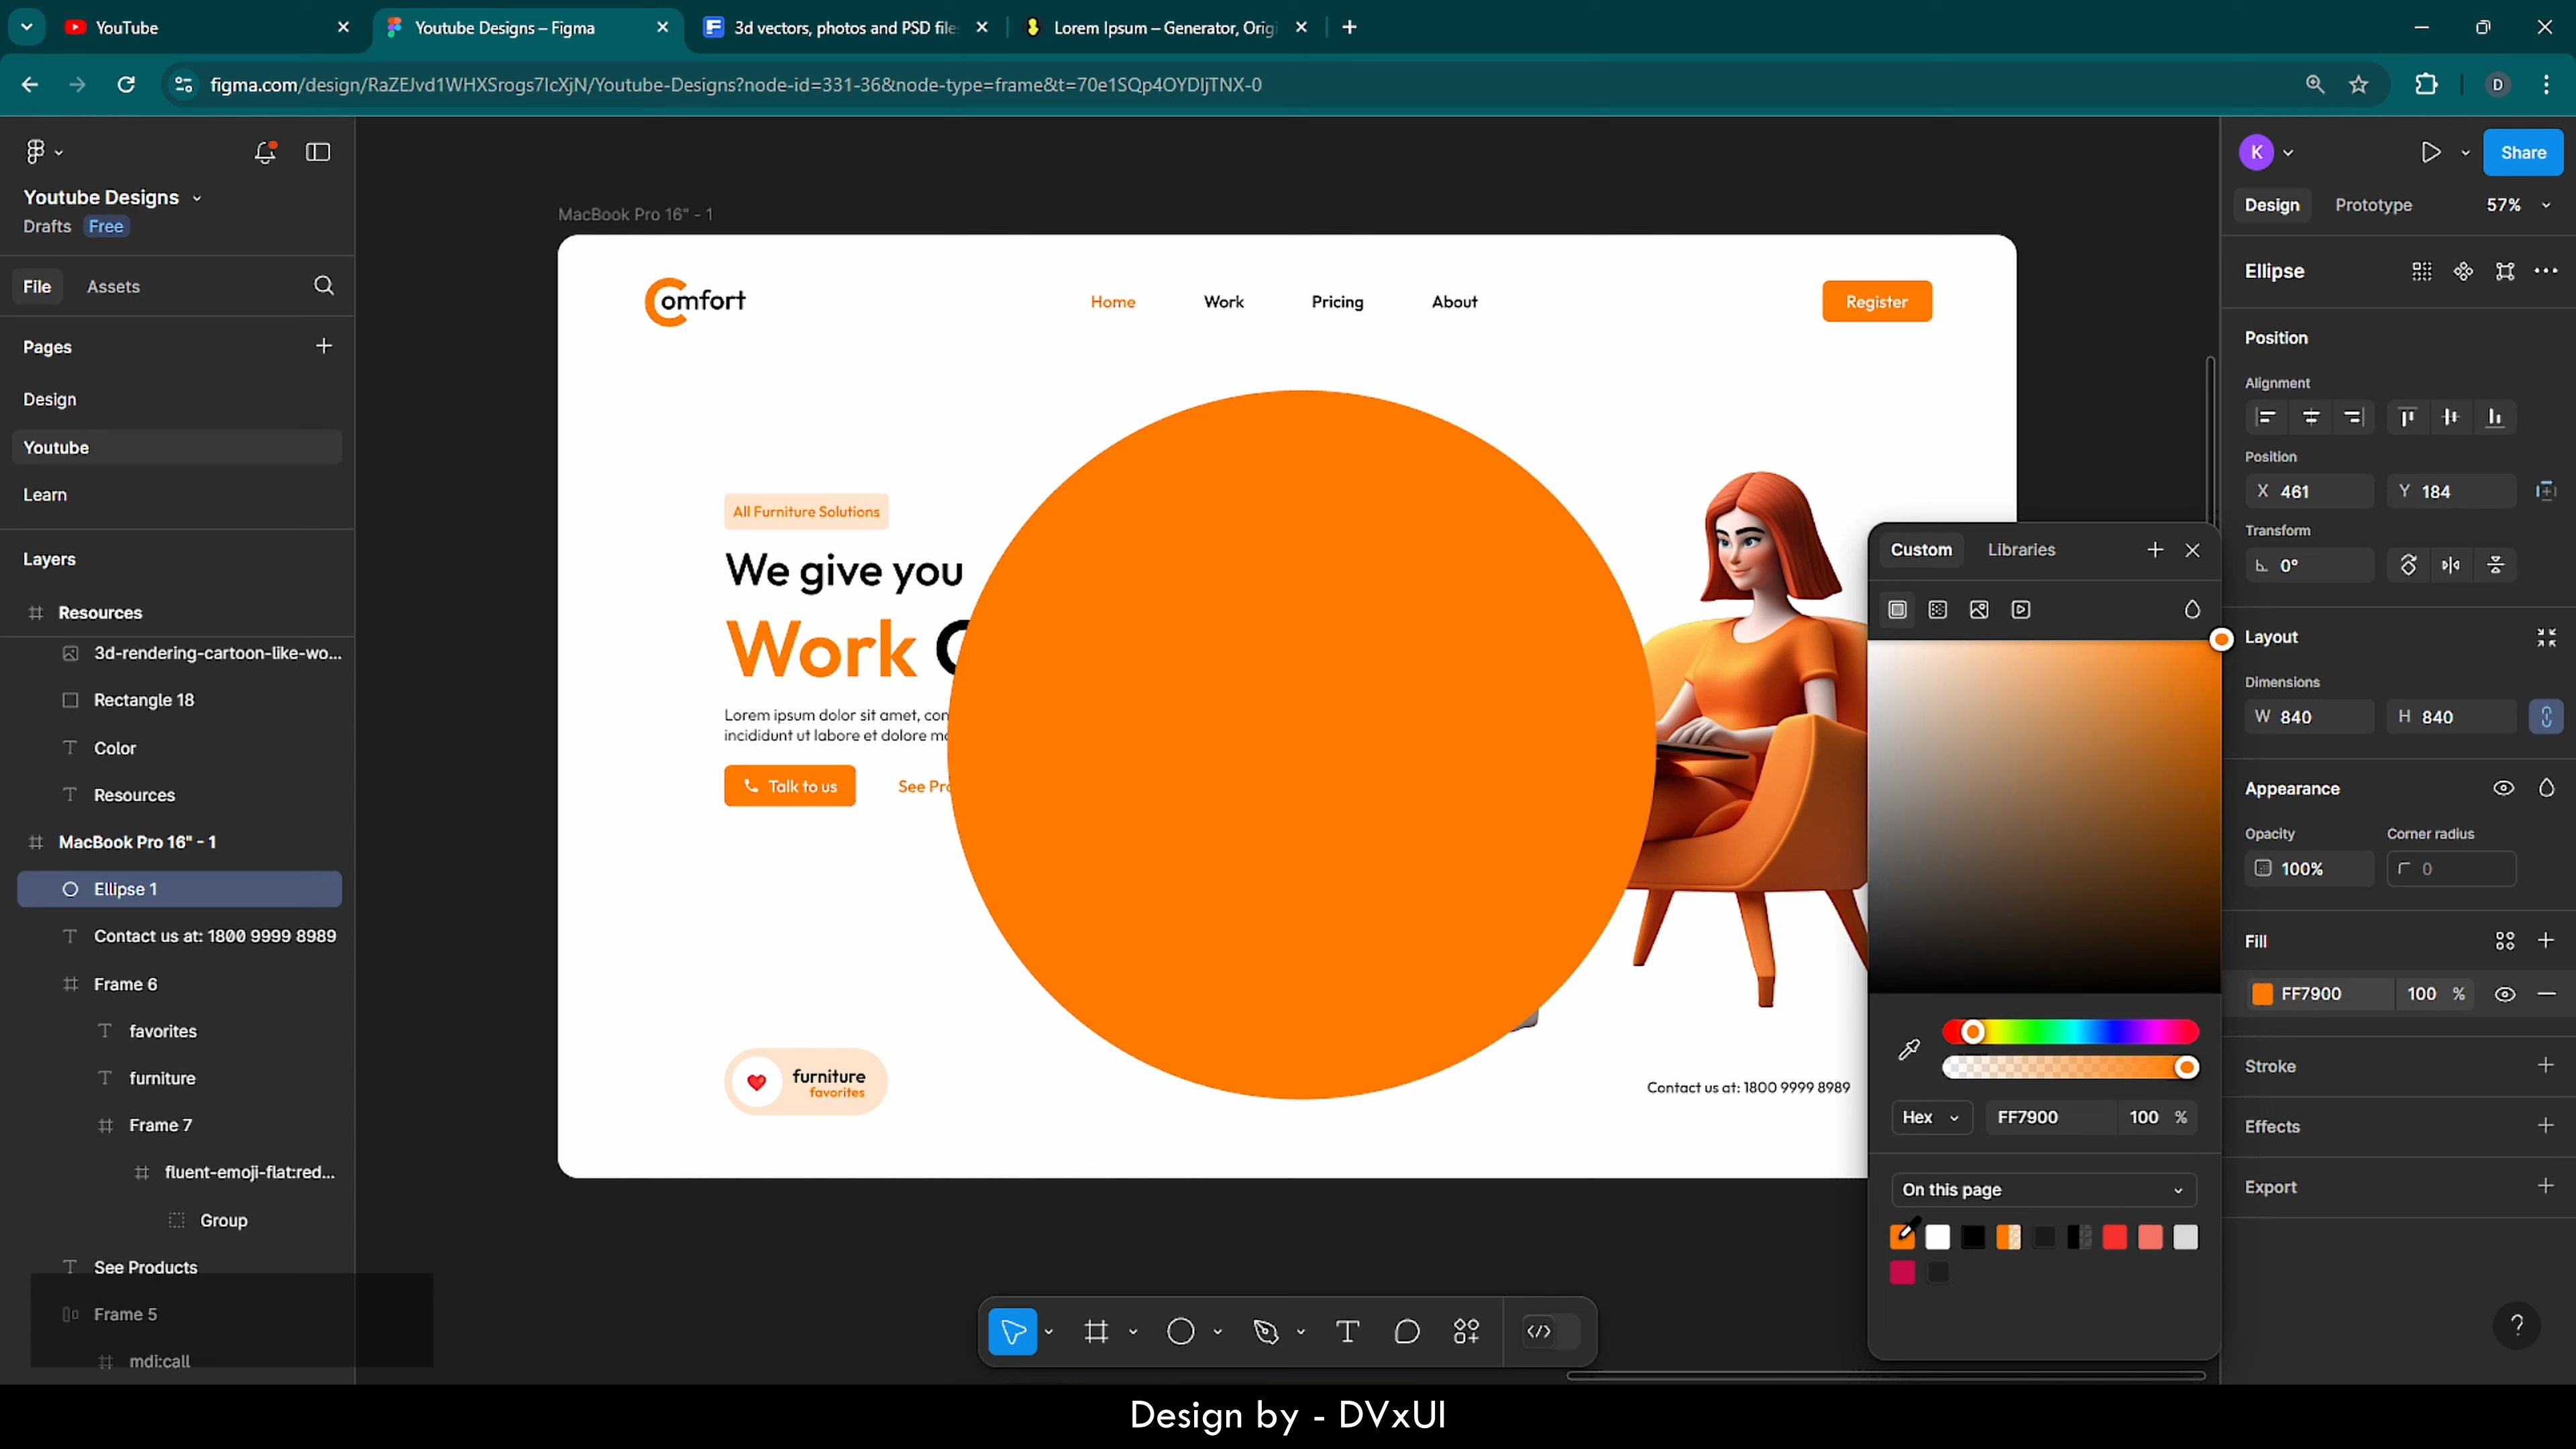 YouTube
Youtube Designs – Figma
3d vectors, photos and PSD file
Lorem Ipsum – Generator, Orig
figma.com/design/RaZEJvd1WHXSrogs7IcXjN/Youtube-Designs?node-id=331-36&node-type=frame&t=70e1SQp4OYDIjTNX-0
D
Youtube Designs
Drafts Free
File Assets
Pages
Design
Youtube
Learn
Layers
Resources
3d-rendering-cartoon-like-wo...
Rectangle 18
Color
Resources
MacBook Pro 16" - 1
Ellipse 1
Contact us at: 1800 9999 8989
Frame 6
favorites
furniture
Frame 7
fluent-emoji-flat:red...
Group
See Products
Frame 5
mdi:call
MacBook Pro 16" - 1
Comfort
Home Work Pricing About
Register
All Furniture Solutions
We give you
Work
Lorem ipsum dolor sit amet, con
incididunt ut labore et dolore
Talk to us
See Pro
furniture
favorites
Contact us at: 1800 9999 8989
Custom Libraries
Hex FF7900 100 %
On this page
K
Share
Design Prototype 57%
Ellipse
Position
Alignment
Position
X 461 Y 184
Transform
0°
Layout
Dimensions
W 840 H 840
Appearance
Opacity Corner radius
100% 0
Fill
FF7900 100 %
Stroke
Effects
Export
?
Design by - DVxUI